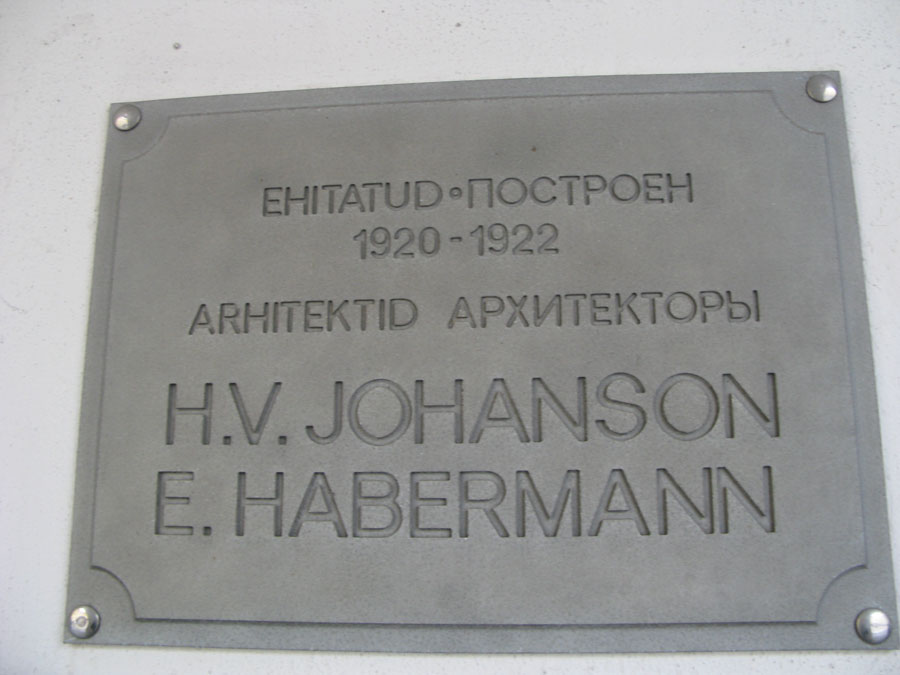 EHITATUD • ПОСТРОЕН
1920 - 1922
ARHITEKTID АРХИТЕКТОРЫ
H.V. JOHANSON
E. HABERMANN